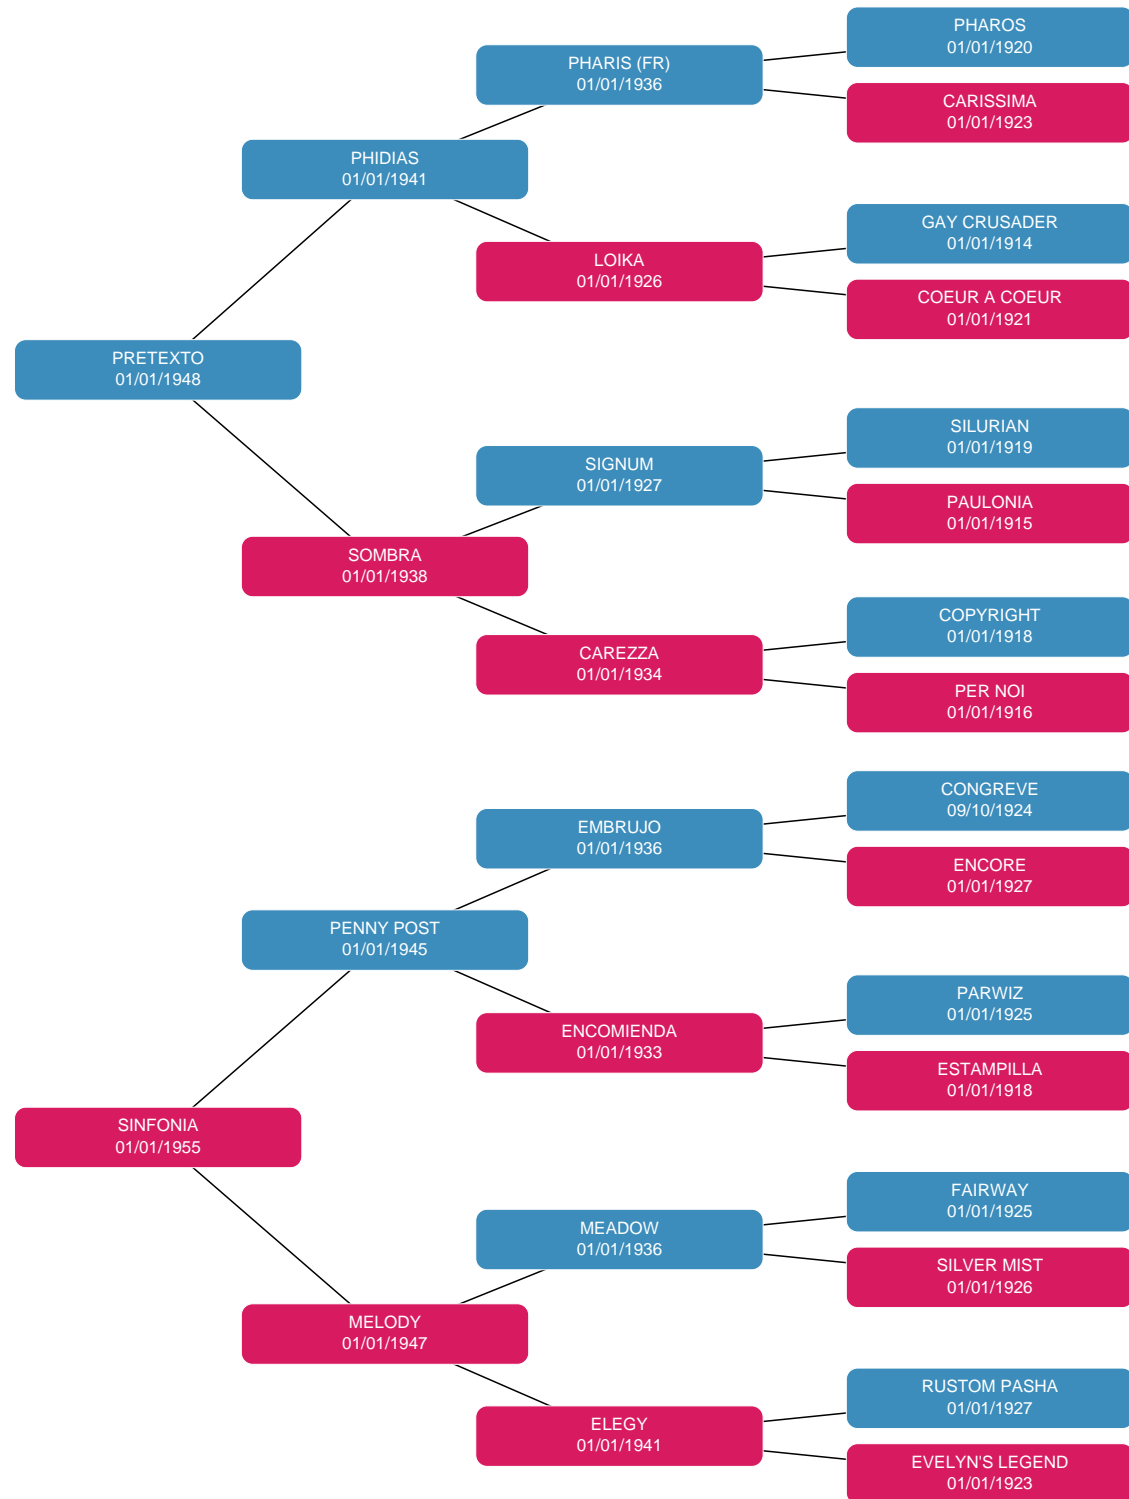 PHAROS
01/01/1920
PHARIS (FR)
01/01/1936
CARISSIMA
01/01/1923
PHIDIAS
01/01/1941
GAY CRUSADER
01/01/1914
LOIKA
01/01/1926
COEUR A COEUR
01/01/1921
PRETEXTO
01/01/1948
SILURIAN
01/01/1919
SIGNUM
01/01/1927
PAULONIA
01/01/1915
SOMBRA
01/01/1938
COPYRIGHT
01/01/1918
CAREZZA
01/01/1934
PER NOI
01/01/1916
CONGREVE
09/10/1924
EMBRUJO
01/01/1936
ENCORE
01/01/1927
PENNY POST
01/01/1945
PARWIZ
01/01/1925
ENCOMIENDA
01/01/1933
ESTAMPILLA
01/01/1918
SINFONIA
01/01/1955
FAIRWAY
01/01/1925
MEADOW
01/01/1936
SILVER MIST
01/01/1926
MELODY
01/01/1947
RUSTOM PASHA
01/01/1927
ELEGY
01/01/1941
EVELYN'S LEGEND
01/01/1923